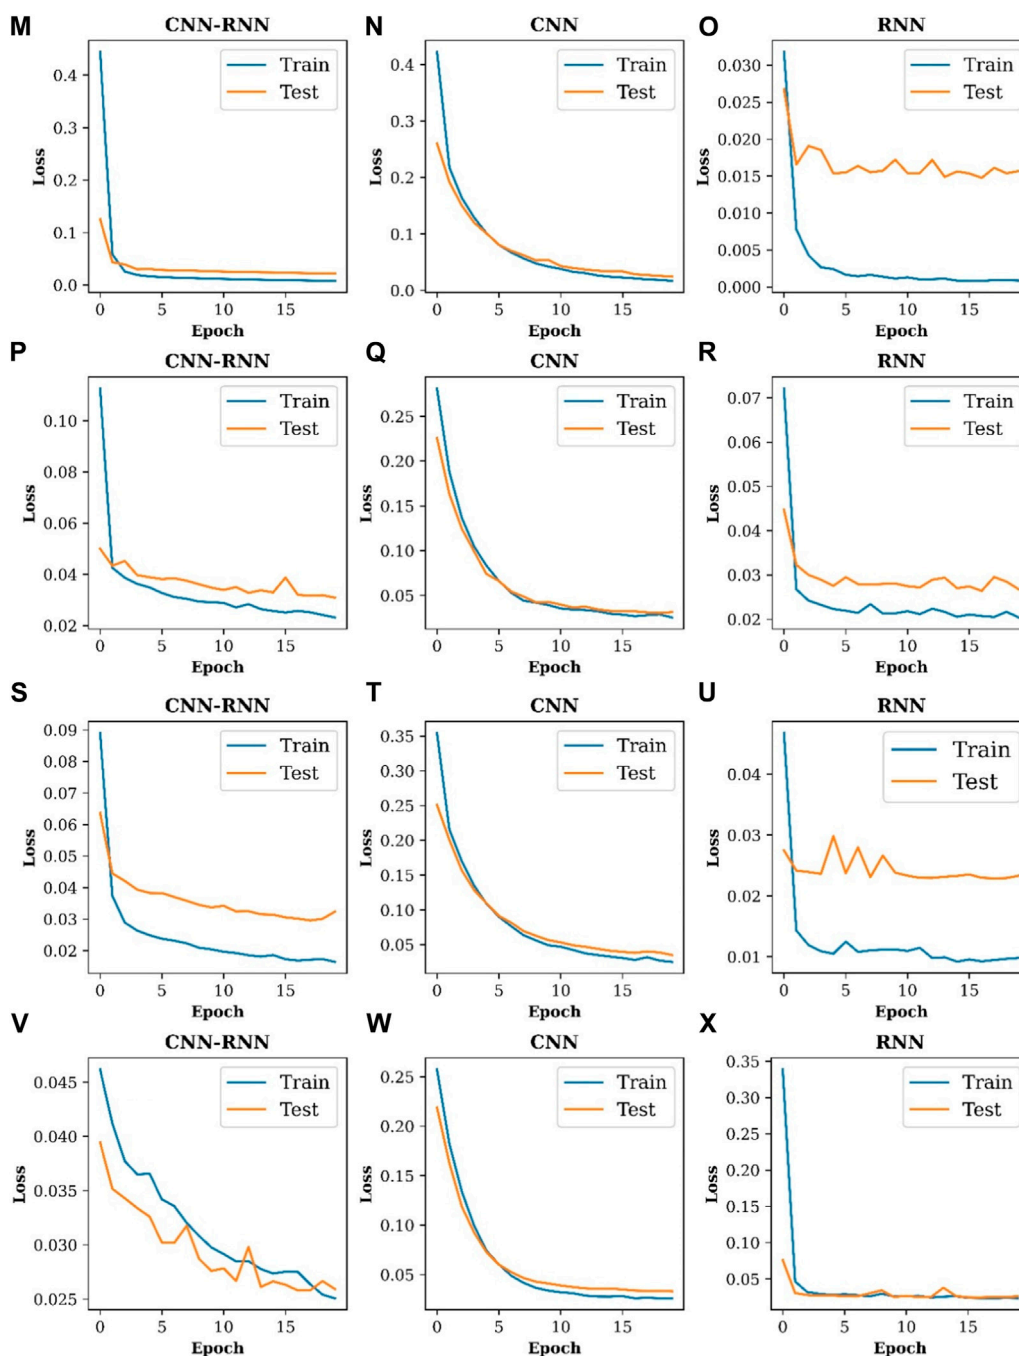 M CNN-RNN N CNN O RNN
0.4 Train 0.4 Train 0.030 Train
Test Test 0.025 Test
0.3 0.3 0.020
Loss 0.2 Loss 0.2 Loss 0.015
0.1 0.1 0.010
0.005
0.0 0.0 0.000
0 5 10 15 0 5 10 15 0 5 10 15
Epoch Epoch Epoch
P CNN-RNN Q CNN R RNN
Train Train 0.07 Train
0.10 Test 0.25 Test Test
0.20 0.06
Loss 0.08 Loss 0.15 Loss 0.05
0.06 0.10 0.04
0.04 0.05 0.03
0.02 0.02
0 5 10 15 0 5 10 15 0 5 10 15
Epoch Epoch Epoch
S CNN-RNN T CNN U RNN
0.09 Train 0.35 Train Train
0.08 Test 0.30 Test 0.04 Test
0.07 0.25
Loss 0.06 Loss 0.20 Loss 0.03
0.05 0.15
0.04 0.10 0.02
0.03 0.05
0.02 0.01
0 5 10 15 0 5 10 15 0 5 10 15
Epoch Epoch Epoch
V CNN-RNN W CNN X RNN
0.045 Train 0.25 Train 0.35 Train
Test Test 0.30 Test
0.040 0.20 0.25
Loss 0.035 Loss 0.15 Loss 0.20
0.030 0.10 0.15
0.10
0.025 0.05 0.05
0 5 10 15 0 5 10 15 0 5 10 15
Epoch Epoch Epoch